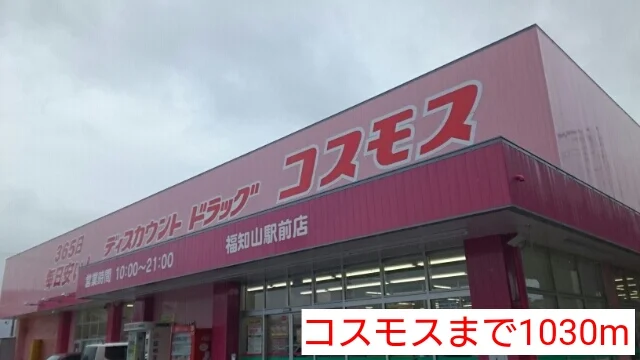 365日
毎日安い
ディスカウント ドラッグ コスモス
福知山駅前店
営業時間 10:00〜21:00
コスモスまで1030m